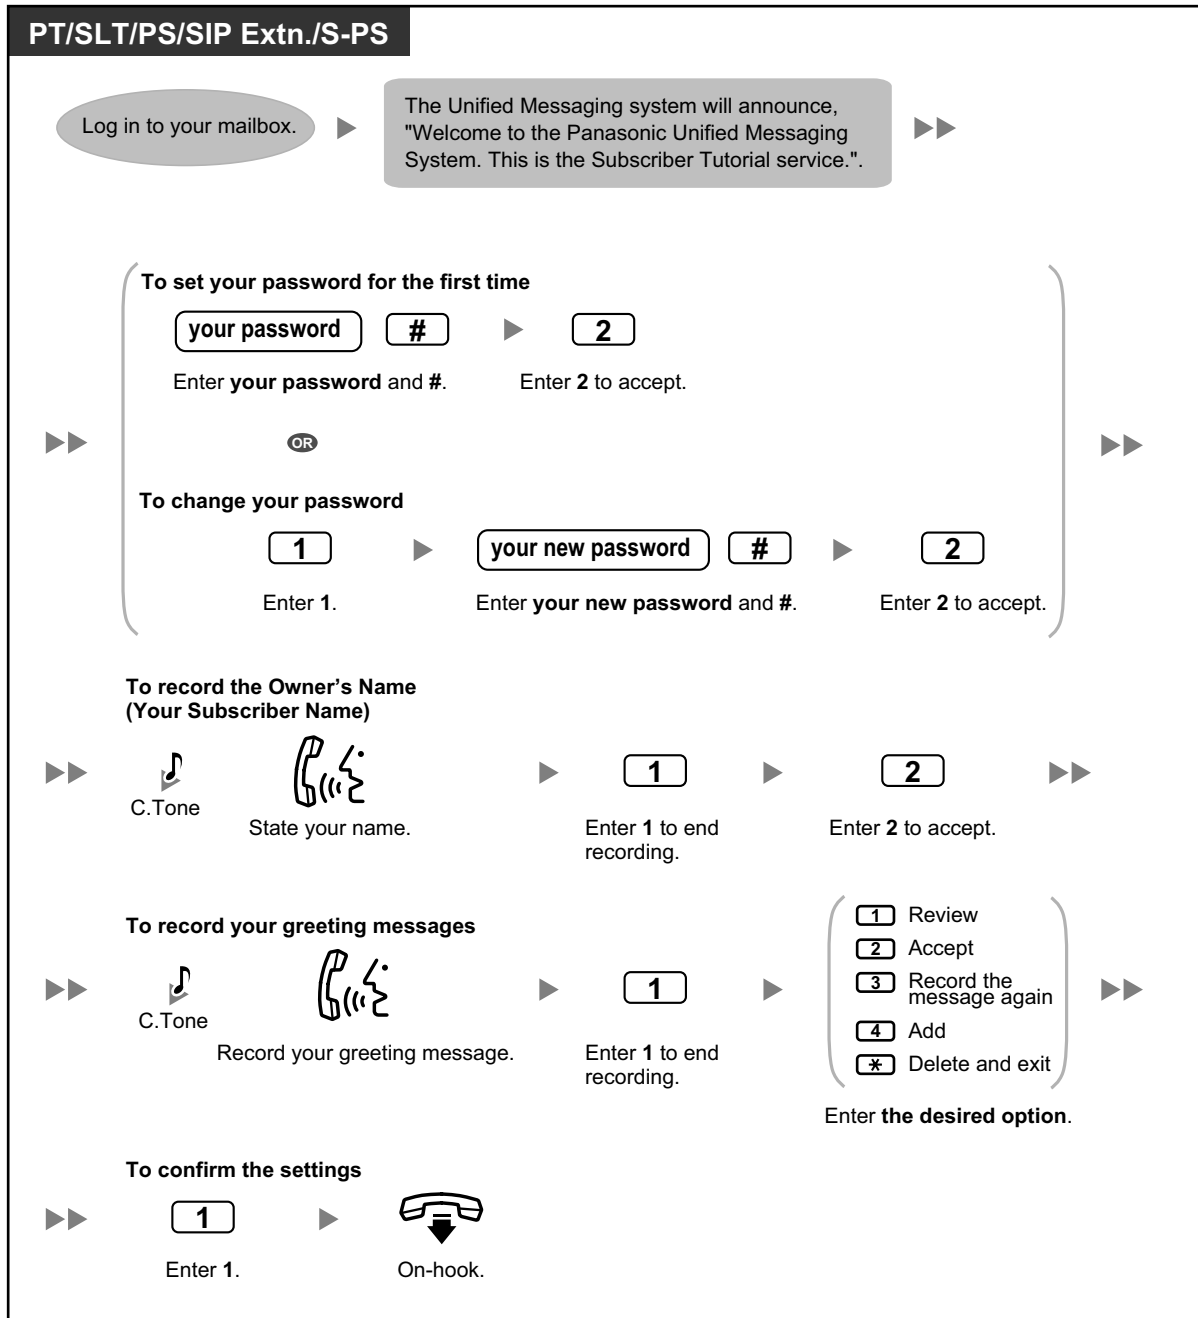 PT/SLT/PS/SIP Extn./S-PS
Log in to your mailbox.
The Unified Messaging system will announce,
"Welcome to the Panasonic Unified Messaging
System. This is the Subscriber Tutorial service.".
To set your password for the first time
your password # 2
Enter your password and #. Enter 2 to accept.
OR
To change your password
1 your new password # 2
Enter 1. Enter your new password and #. Enter 2 to accept.
To record the Owner's Name
(Your Subscriber Name)
1 2
C.Tone
State your name. Enter 1 to end Enter 2 to accept.
recording.
To record your greeting messages
1
C.Tone
Record your greeting message. Enter 1 to end
recording.
1 Review
2 Accept
3 Record the
message again
4 Add
* Delete and exit
Enter the desired option.
To confirm the settings
1
Enter 1. On-hook.